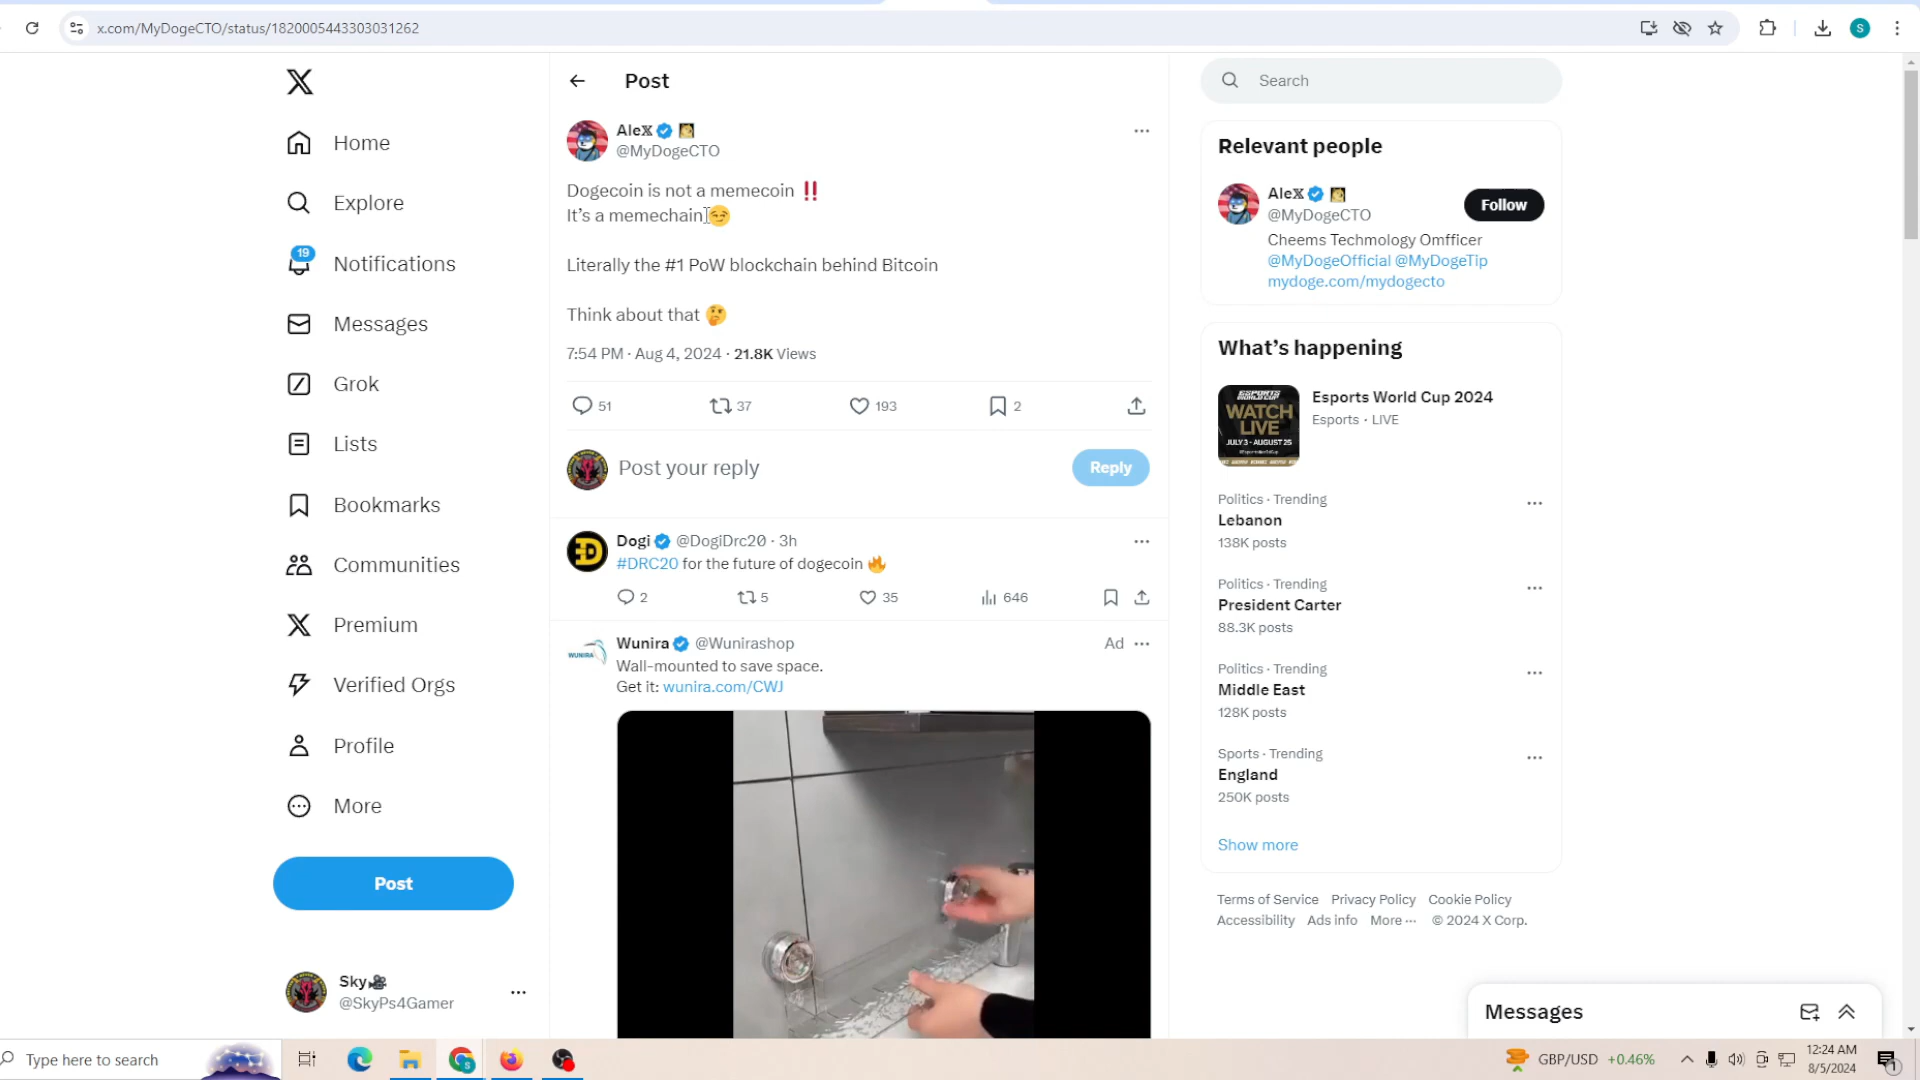 x.com/MyDogeCTO/status/1820005443303031262
S
Home
Explore
19
Notifications
Messages
Grok
Lists
Bookmarks
Communities
Premium
Verified Orgs
Profile
More
Post
Sky🎥
@SkyPs4Gamer
Post
Ale𝕏
@MyDogeCTO
Dogecoin is not a memecoin ‼️
It’s a memechain😏
Literally the #1 PoW blockchain behind Bitcoin
Think about that 🤔
7:54 PM · Aug 4, 2024 · 21.8K Views
51 37 193 2
Post your reply
Reply
Dogi @DogiDrc20 · 3h
#DRC20 for the future of dogecoin 🔥
2 5 35 646
WUNIRA
Wunira @Wunirashop Ad
Wall-mounted to save space.
Get it: wunira.com/CWJ
Search
Relevant people
Ale𝕏
@MyDogeCTO
Follow
Cheems Techmology Omfficer
@MyDogeOfficial @MyDogeTip
mydoge.com/mydogecto
What’s happening
ESPORTS
WORLD CUP
WATCH
LIVE
JULY 3 - AUGUST 25
Esports World Cup 2024
Esports · LIVE
Politics · Trending
Lebanon
138K posts
Politics · Trending
President Carter
88.3K posts
Politics · Trending
Middle East
128K posts
Sports · Trending
England
250K posts
Show more
Terms of Service Privacy Policy Cookie Policy
Accessibility Ads info More ··· © 2024 X Corp.
Messages
Type here to search
GBP/USD +0.46%
12:24 AM
8/5/2024
1